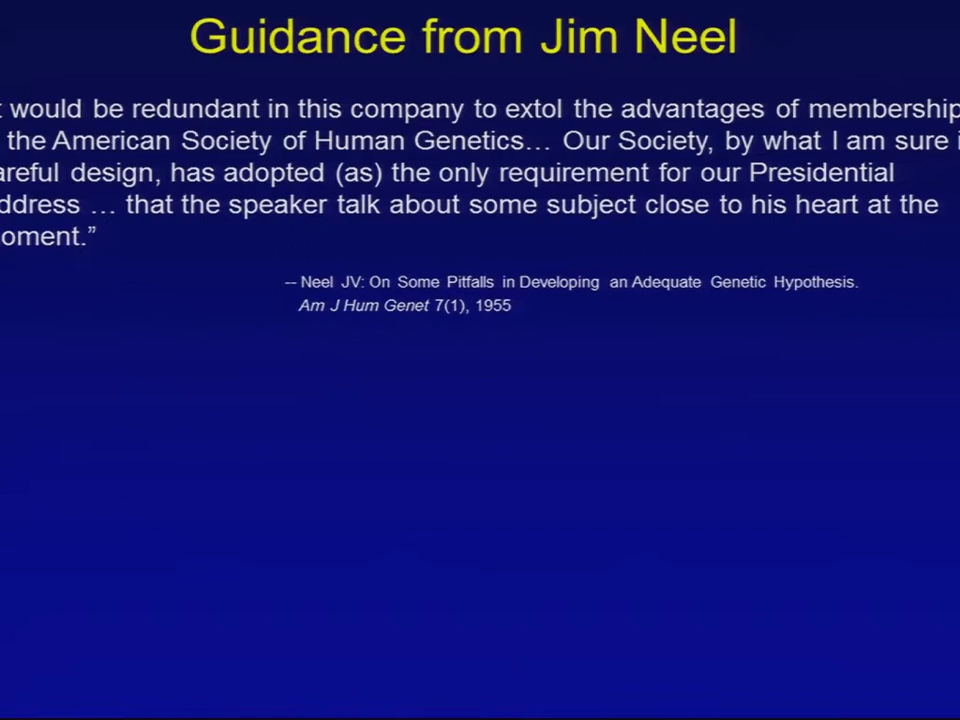 Guidance from Jim Neel
would be redundant in this company to extol the advantages of membership
the American Society of Human Genetics… Our Society, by what I am sure
design, has adopted (as) the only requirement for our Presidential
… that the speaker talk about some subject close to his heart at the
-- Neel JV: On Some Pitfalls in Developing an Adequate Genetic Hypothesis.
Am J Hum Genet 7(1), 1955